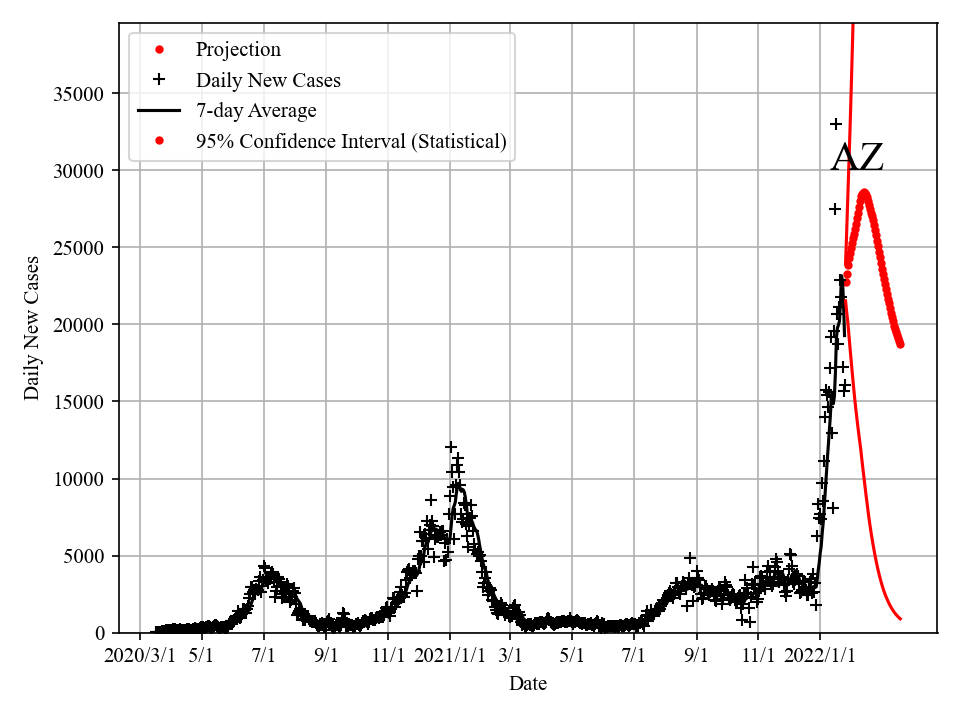 Projection
Daily New Cases
7-day Average
95% Confidence Interval (Statistical)
AZ
Daily New Cases
35000
30000
25000
20000
15000
10000
5000
0
2020/3/1 5/1 7/1 9/1 11/1 2021/1/1 3/1 5/1 7/1 9/1 11/1 2022/1/1
Date